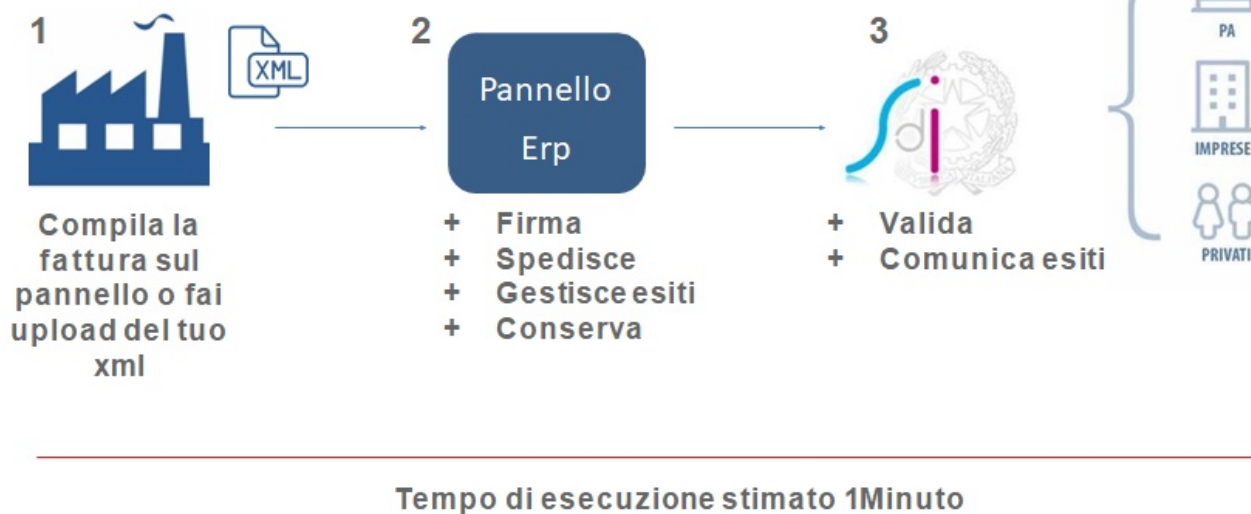 1
XML
Compila la
fattura sul
pannello o fai
upload del tuo
xml
2
Pannello
Erp
+ Firma
+ Spedisce
+ Gestisce esiti
+ Conserva
3
Sdi
+ Valida
+ Comunica esiti
PA
IMPRESE
PRIVATI
Tempo di esecuzione stimato 1Minuto